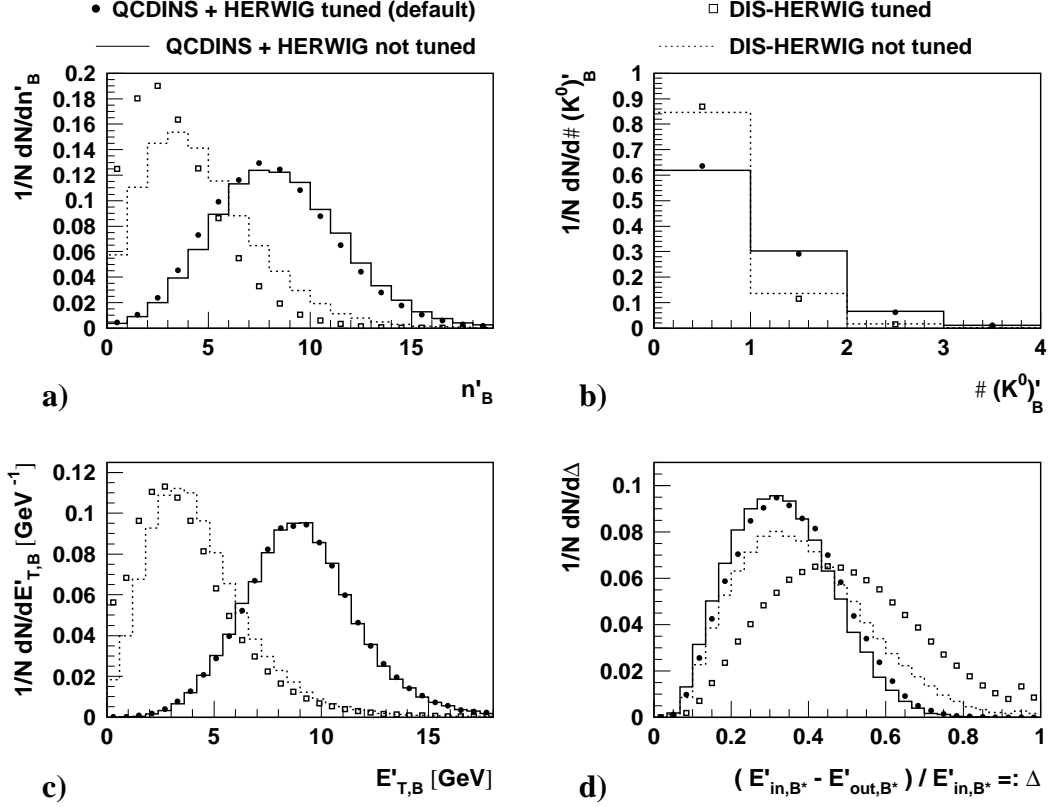 QCDINS + HERWIG tuned (default)
DIS-HERWIG tuned
QCDINS + HERWIG not tuned
DIS-HERWIG not tuned
1/N dN/dn'_B
0.2
0.18
0.16
0.14
0.12
0.1
0.08
0.06
0.04
0.02
0
0 5 10 15
a)
n'_B
1/N dN/d# (K^0)'_B
1
0.9
0.8
0.7
0.6
0.5
0.4
0.3
0.2
0.1
0
0 1 2 3 4
b)
# (K^0)'_B
1/N dN/dE'_{T,B} [GeV^{-1}]
0.12
0.1
0.08
0.06
0.04
0.02
0
0 5 10 15
c)
E'_{T,B} [GeV]
1/N dN/dΔ
0.1
0.08
0.06
0.04
0.02
0
0 0.2 0.4 0.6 0.8 1
d)
( E'_{in,B*} - E'_{out,B*} ) / E'_{in,B*} =: Δ